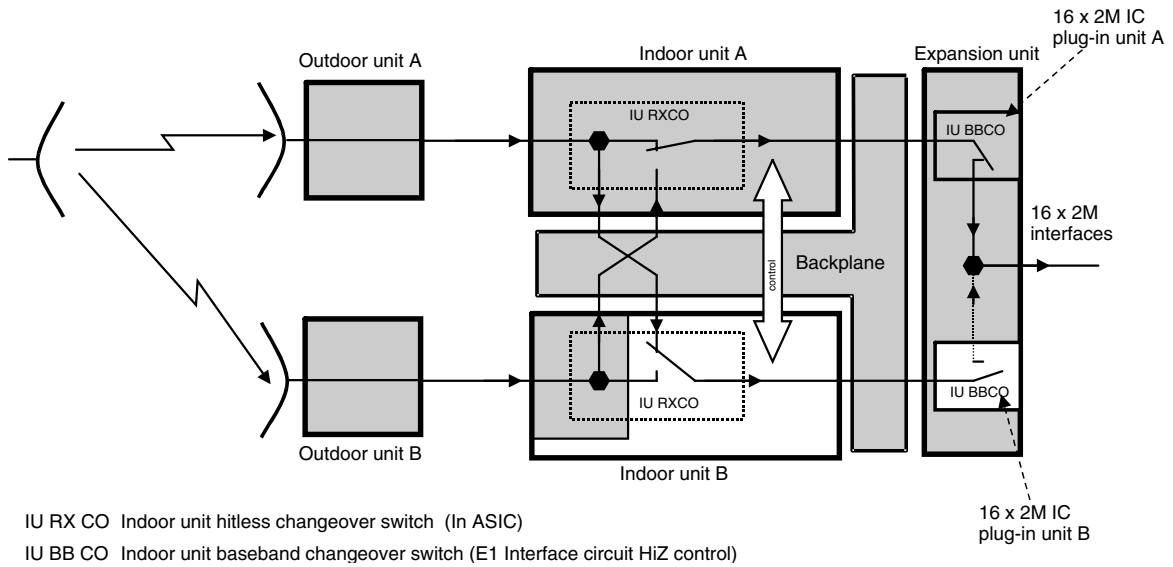 16 x 2M IC
plug-in unit A
Outdoor unit A
Indoor unit A
Expansion unit
IU RXCO
IU BBCO
16 x 2M
interfaces
Backplane
control
IU RXCO
IU BBCO
Outdoor unit B
Indoor unit B
16 x 2M IC
plug-in unit B
IU RX CO Indoor unit hitless changeover switch (In ASIC)
IU BB CO Indoor unit baseband changeover switch (E1 Interface circuit HiZ control)